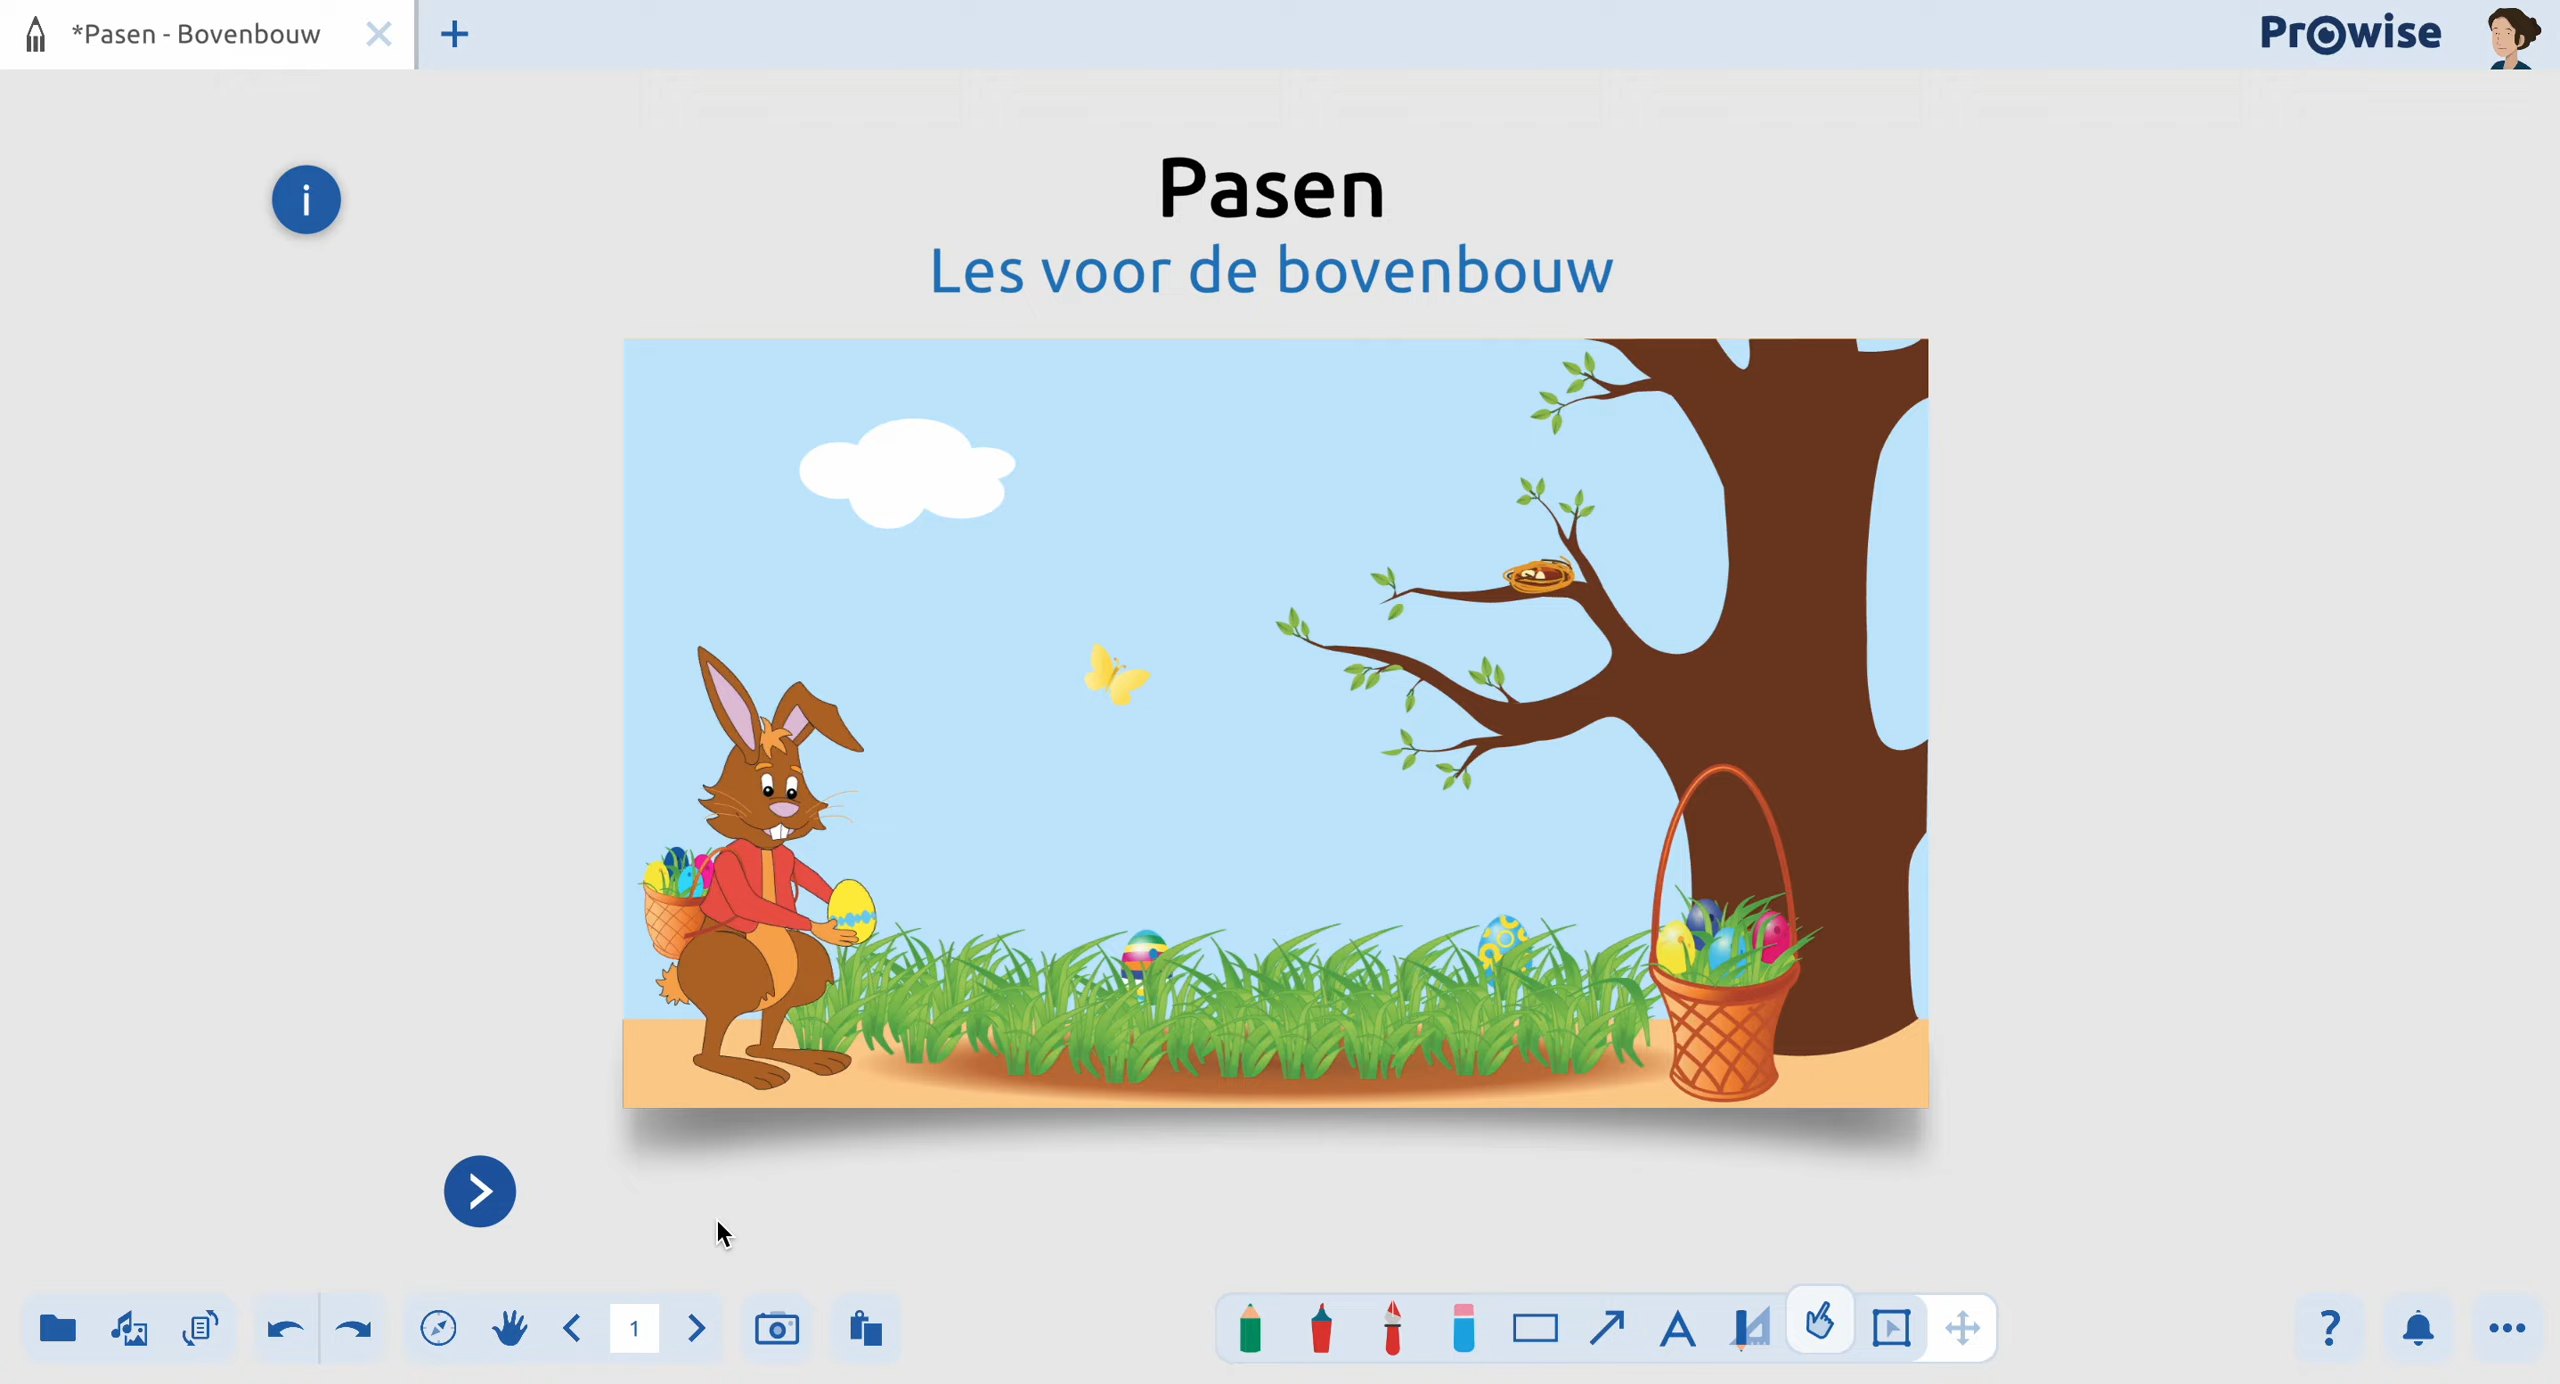 *Pasen - Bovenbouw
Prowise
i
Pasen
Les voor de bovenbouw
1
A
?